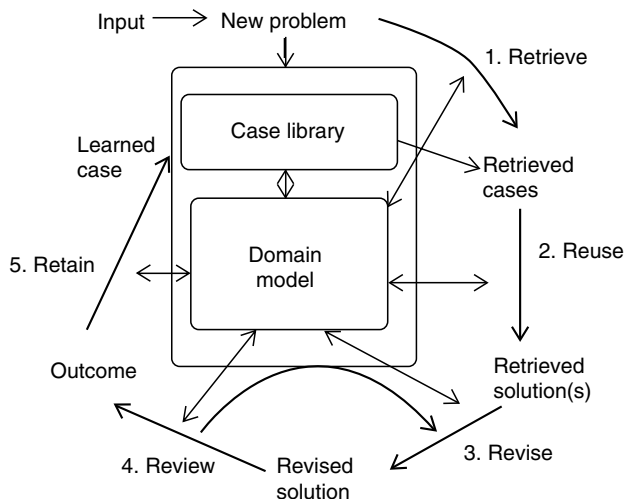 Input
New problem
1. Retrieve
Case library
Learned
case
Retrieved
cases
Domain
model
5. Retain
2. Reuse
Outcome
Retrieved
solution(s)
4. Review
Revised
solution
3. Revise